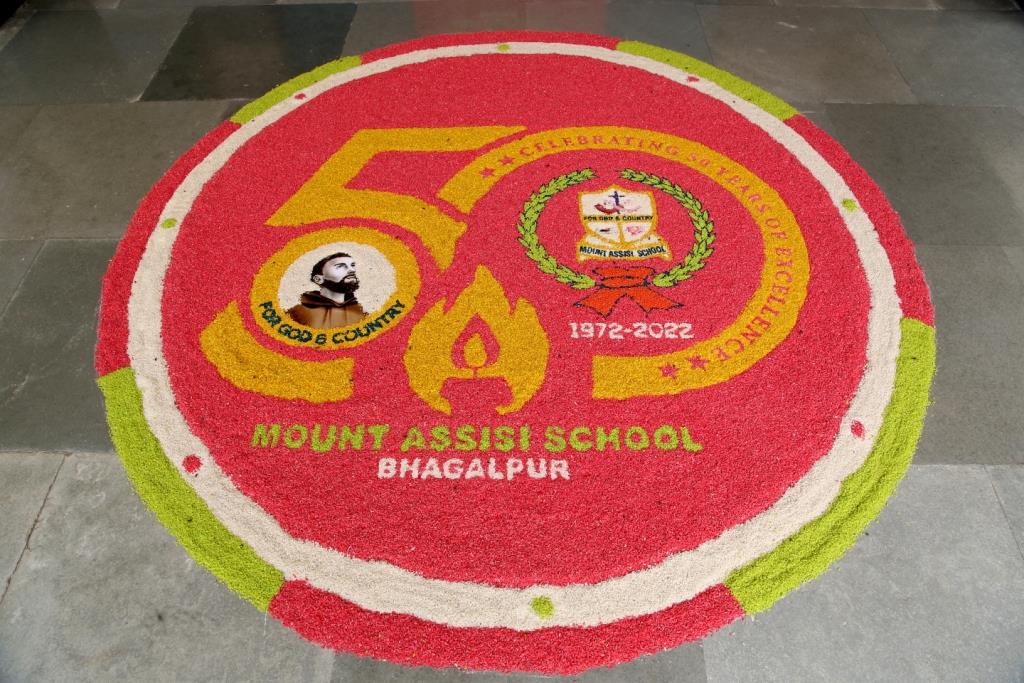 50
CELEBRATING 50 YEARS OF EXCELLENCE
FOR GOD & COUNTRY
MOUNT ASSISI SCHOOL
FOR GOD & COUNTRY
1972-2022
MOUNT ASSISI SCHOOL
BHAGALPUR